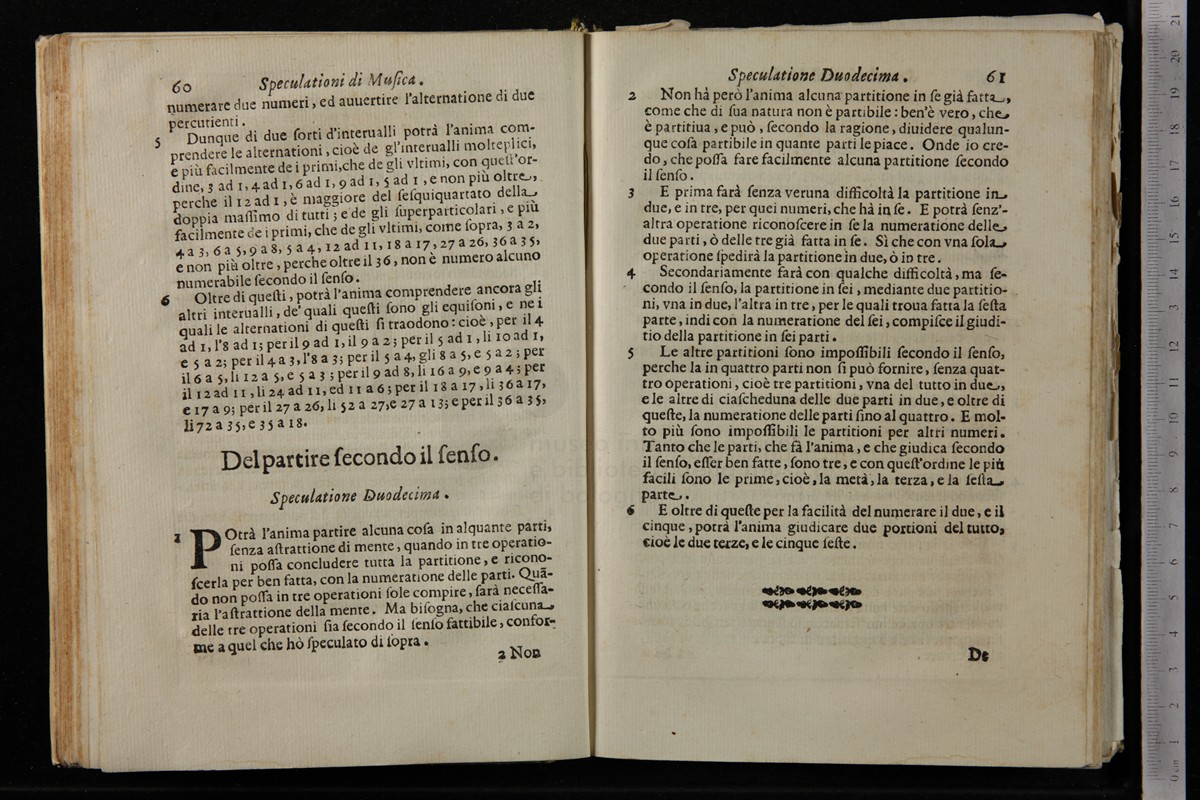 60 Speculationi di Musica.
numerare due numeri, ed auuertire l'alternatione di due
percutienti.
5 Dunque di due sorti d'interualli potrà l'anima com-
prendere le alternationi, cioè de gl'interualli molteplici,
e più facilmente de i primi, che de gli vltimi, con quest'or-
dine, 3 ad 1, 4 ad 1, 6 ad 1, 9 ad 1, 5 ad 1, e non più oltre,
perche il 12 ad 1, è maggiore del sesquiquartato della
doppia massimo di tutti; e de gli superparticolari, e più
facilmente de i primi, che de gli vltimi, come sopra, 3 a 2,
4 a 3, 6 a 5, 9 a 8, 5 a 4, 12 ad 11, 18 a 17, 27 a 26, 36 a 35,
e non più oltre, perche oltre il 36, non è numero alcuno
numerabile secondo il senso.
6 Oltre di questi, potrà l'anima comprendere ancora gli
altri interualli, de' quali questi sono gli equisoni, e ne i
quali le alternationi di questi si traodono: cioè, per il 4
ad 1, l'8 ad 1; per il 9 ad 1, il 9 a 2; per il 5 ad 1, li 10 ad 1,
e 5 a 2; per il 4 a 3, l'8 a 3; per il 5 a 4, gli 8 a 5, e 5 a 2; per
il 6 a 5, li 12 a 5, e 5 a 3; per il 9 ad 8, li 16 a 9, e 9 a 4; per
il 12 ad 11, li 24 ad 11, ed 11 a 6; per il 18 a 17, li 36 a 17,
e 17 a 9; per il 27 a 26, li 52 a 27, e 27 a 13; e per il 36 a 35,
li 72 a 35, e 35 a 18.
Del partire secondo il senso.
Speculatione Duodecima.
1 POtrà l'anima partire alcuna cosa in alquante parti,
senza astrattione di mente, quando in tre operatio-
ni possa concludere tutta la partitione, e ricono-
scerla per ben fatta, con la numeratione delle parti. Quã-
do non possa in tre operationi sole compire, sarà necessa-
ria l'astrattione della mente. Ma bisogna, che ciascuna
delle tre operationi sia secondo il senso fattibile, confor-
me a quel che hò speculato di sopra.
2 Non
Speculatione Duodecima. 61
2 Non hà però l'anima alcuna partitione in se già fatta,
come che di sua natura non è partibile: ben'è vero, che
è partitiua, e può, secondo la ragione, diuidere qualun-
que cosa partibile in quante parti le piace. Onde io cre-
do, che possa fare facilmente alcuna partitione secondo
il senso.
3 E prima farà senza veruna difficoltà la partitione in
due, e in tre, per quei numeri, che hà in se. E potrà senz'-
altra operatione riconoscere in se la numeratione delle
due parti, ò delle tre già fatta in se. Sì che con vna sola
operatione spedirà la partitione in due, ò in tre.
4 Secondariamente farà con qualche difficoltà, ma se-
condo il senso, la partitione in sei, mediante due partitio-
ni, vna in due, l'altra in tre, per le quali troua fatta la sesta
parte, indi con la numeratione del sei, compisce il giudi-
tio della partitione in sei parti.
5 Le altre partitioni sono impossibili secondo il senso,
perche la in quattro parti non si può fornire, senza quat-
tro operationi, cioè tre partitioni, vna del tutto in due,
e le altre di ciascheduna delle due parti in due, e oltre di
queste, la numeratione delle parti sino al quattro. E mol-
to più sono impossibili le partitioni per altri numeri.
Tanto che le parti, che fà l'anima, e che giudica secondo
il senso, esser ben fatte, sono tre, e con quest'ordine le più
facili sono le prime, cioè, la metà, la terza, e la sesta
parte.
6 E oltre di queste per la facilità del numerare il due, e il
cinque, potrà l'anima giudicare due portioni del tutto,
cioè le due terze, e le cinque seste.
De